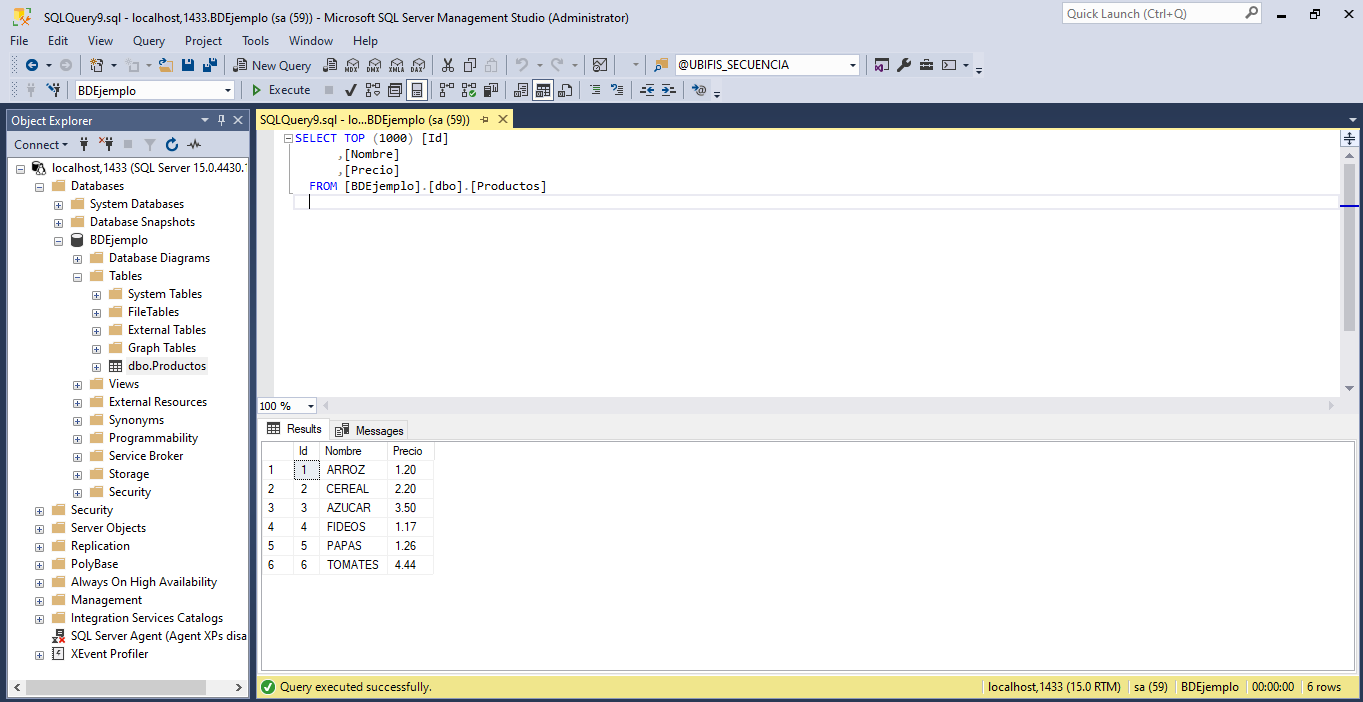 SQLQuery9.sql - localhost,1433.BDEjemplo (sa (59)) - Microsoft SQL Server Management Studio (Administrator)
Quick Launch (Ctrl+Q)
File Edit View Query Project Tools Window Help
New Query MDX DMX XMLA DAX @UBIFIS_SECUENCIA
BDEjemplo Execute
Object Explorer
Connect
localhost,1433 (SQL Server 15.0.4430.1
Databases
System Databases
Database Snapshots
BDEjemplo
Database Diagrams
Tables
System Tables
FileTables
External Tables
Graph Tables
dbo.Productos
Views
External Resources
Synonyms
Programmability
Service Broker
Storage
Security
Security
Server Objects
Replication
PolyBase
Always On High Availability
Management
Integration Services Catalogs
SQL Server Agent (Agent XPs disa
XEvent Profiler
SQLQuery9.sql - lo...BDEjemplo (sa (59))
SELECT TOP (1000) [Id]
,[Nombre]
,[Precio]
FROM [BDEjemplo].[dbo].[Productos]
100 %
Results Messages
Id Nombre Precio
1 1 ARROZ 1.20
2 2 CEREAL 2.20
3 3 AZUCAR 3.50
4 4 FIDEOS 1.17
5 5 PAPAS 1.26
6 6 TOMATES 4.44
Query executed successfully. localhost,1433 (15.0 RTM) sa (59) BDEjemplo 00:00:00 6 rows